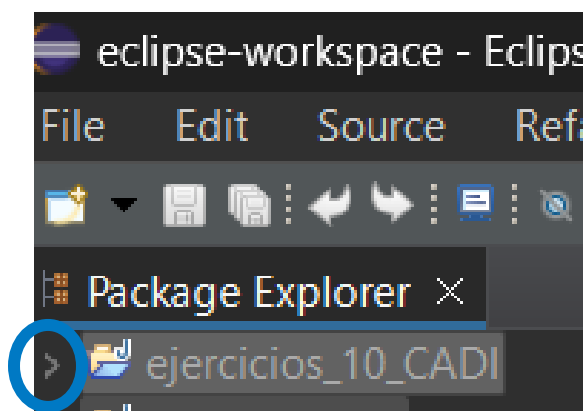 eclipse-workspace - Eclips
File Edit Source Refa
Package Explorer
ejercicios_10_CADI